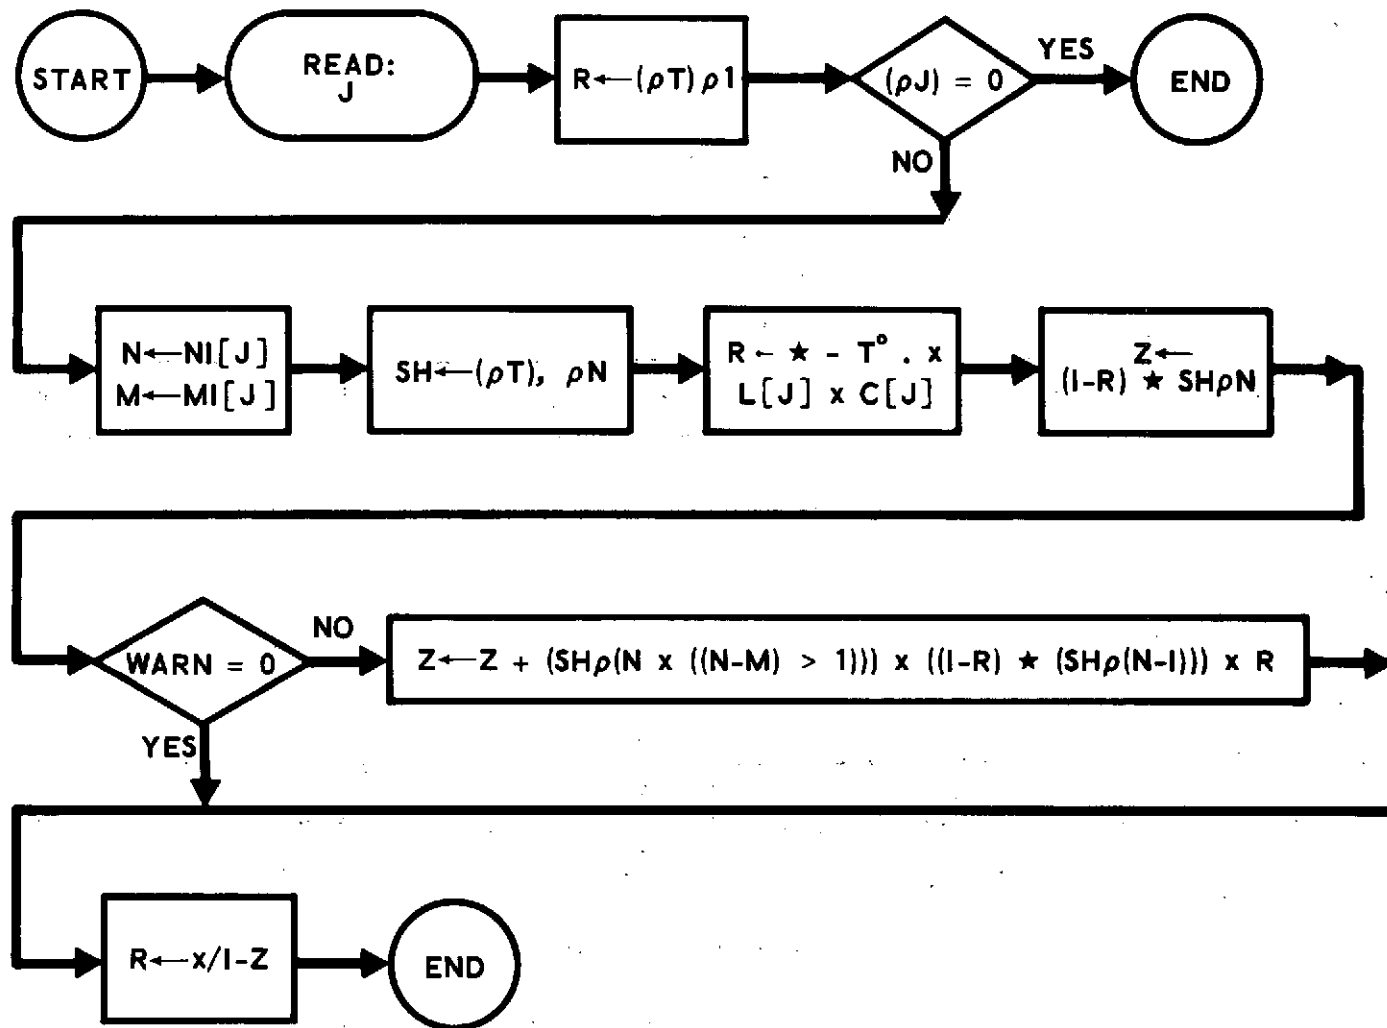 START
READ:
J
R←(ρT)ρ1
(ρJ) = 0
YES
END
NO
N←NI[J]
M←MI[J]
SH←(ρT), ρN
R ← ★ - T° . x
L[J] x C[J]
Z←
(I-R) ★ SHρN
WARN = 0
NO
Z←Z + (SHρ(N x ((N-M) > 1))) x ((I-R) ★ (SHρ(N-I))) x R
YES
R←x/I-Z
END